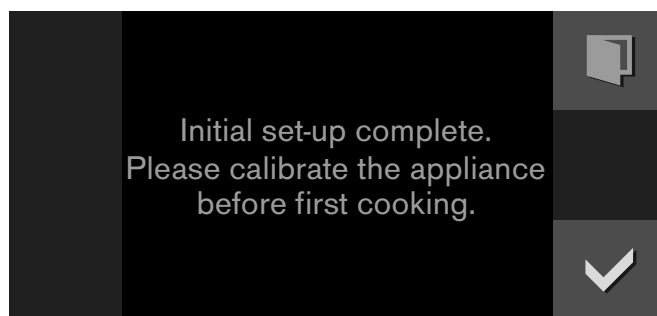 Initial set-up complete.
Please calibrate the appliance
before first cooking.